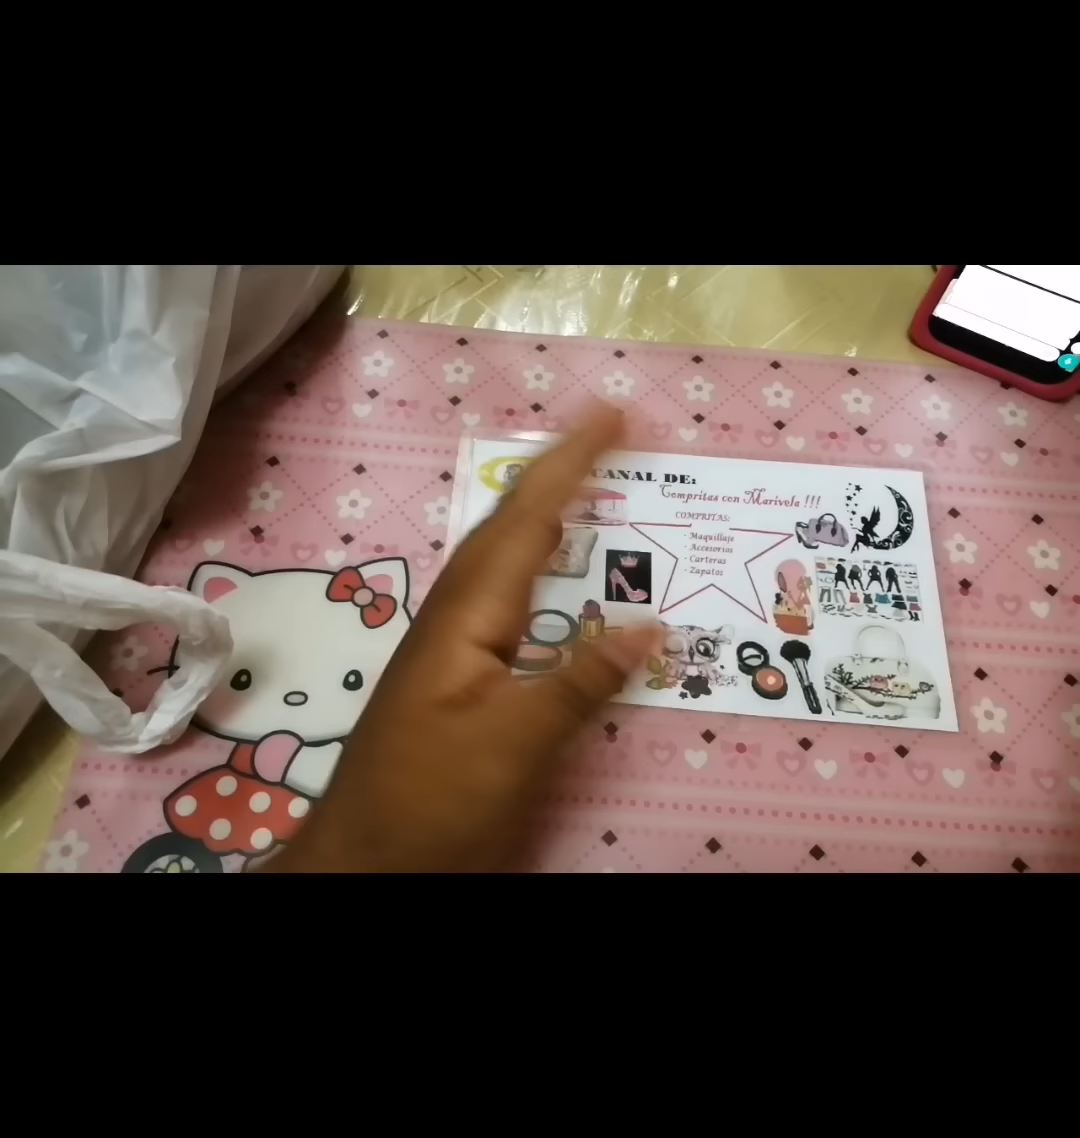 CANAL DE:
Compritas con Marivela !!!
COMPRITAS:
- Maquillaje
- Accesorios
- Carteras
- Zapatos